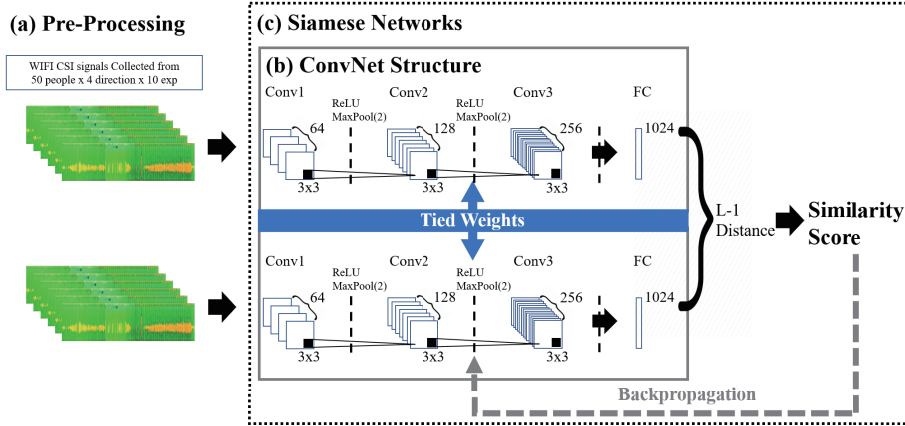 (a) Pre-Processing
WIFI CSI signals Collected from
50 people x 4 direction x 10 exp
(c) Siamese Networks
(b) ConvNet Structure
Conv1
ReLU
MaxPool(2)
Conv2
ReLU
MaxPool(2)
Conv3
FC
64
128
256
1024
3x3
3x3
3x3
Tied Weights
Conv1
ReLU
MaxPool(2)
Conv2
ReLU
MaxPool(2)
Conv3
FC
64
128
256
1024
3x3
3x3
3x3
L-1
Distance
Similarity
Score
Backpropagation